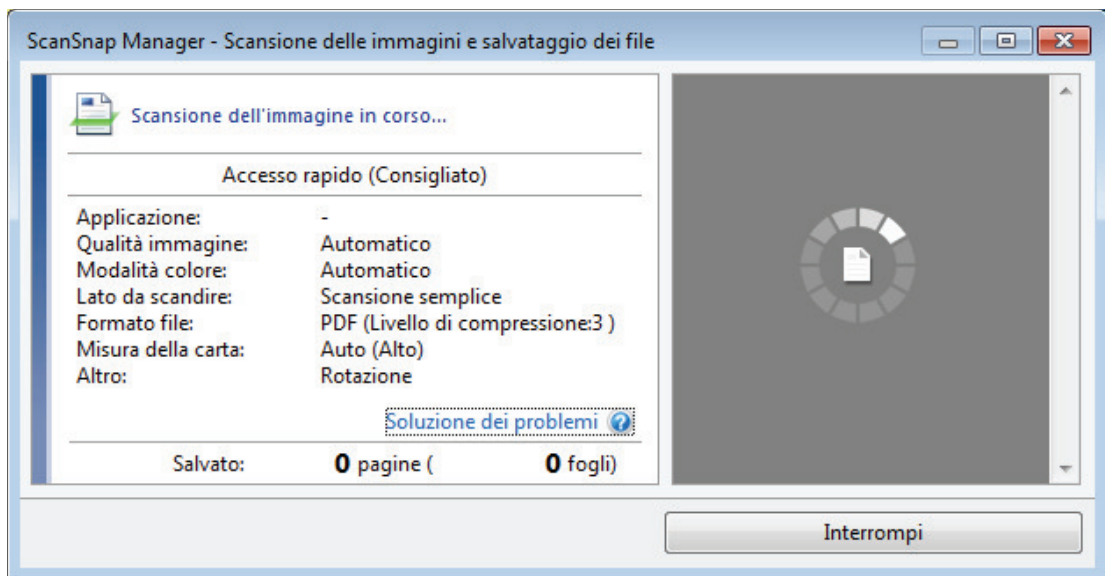 ScanSnap Manager - Scansione delle immagini e salvataggio dei file
Scansione dell'immagine in corso...
Accesso rapido (Consigliato)
Applicazione: -
Qualità immagine: Automatico
Modalità colore: Automatico
Lato da scandire: Scansione semplice
Formato file: PDF (Livello di compressione:3 )
Misura della carta: Auto (Alto)
Altro: Rotazione
Soluzione dei problemi ?
Salvato: 0 pagine ( 0 fogli)
Interrompi